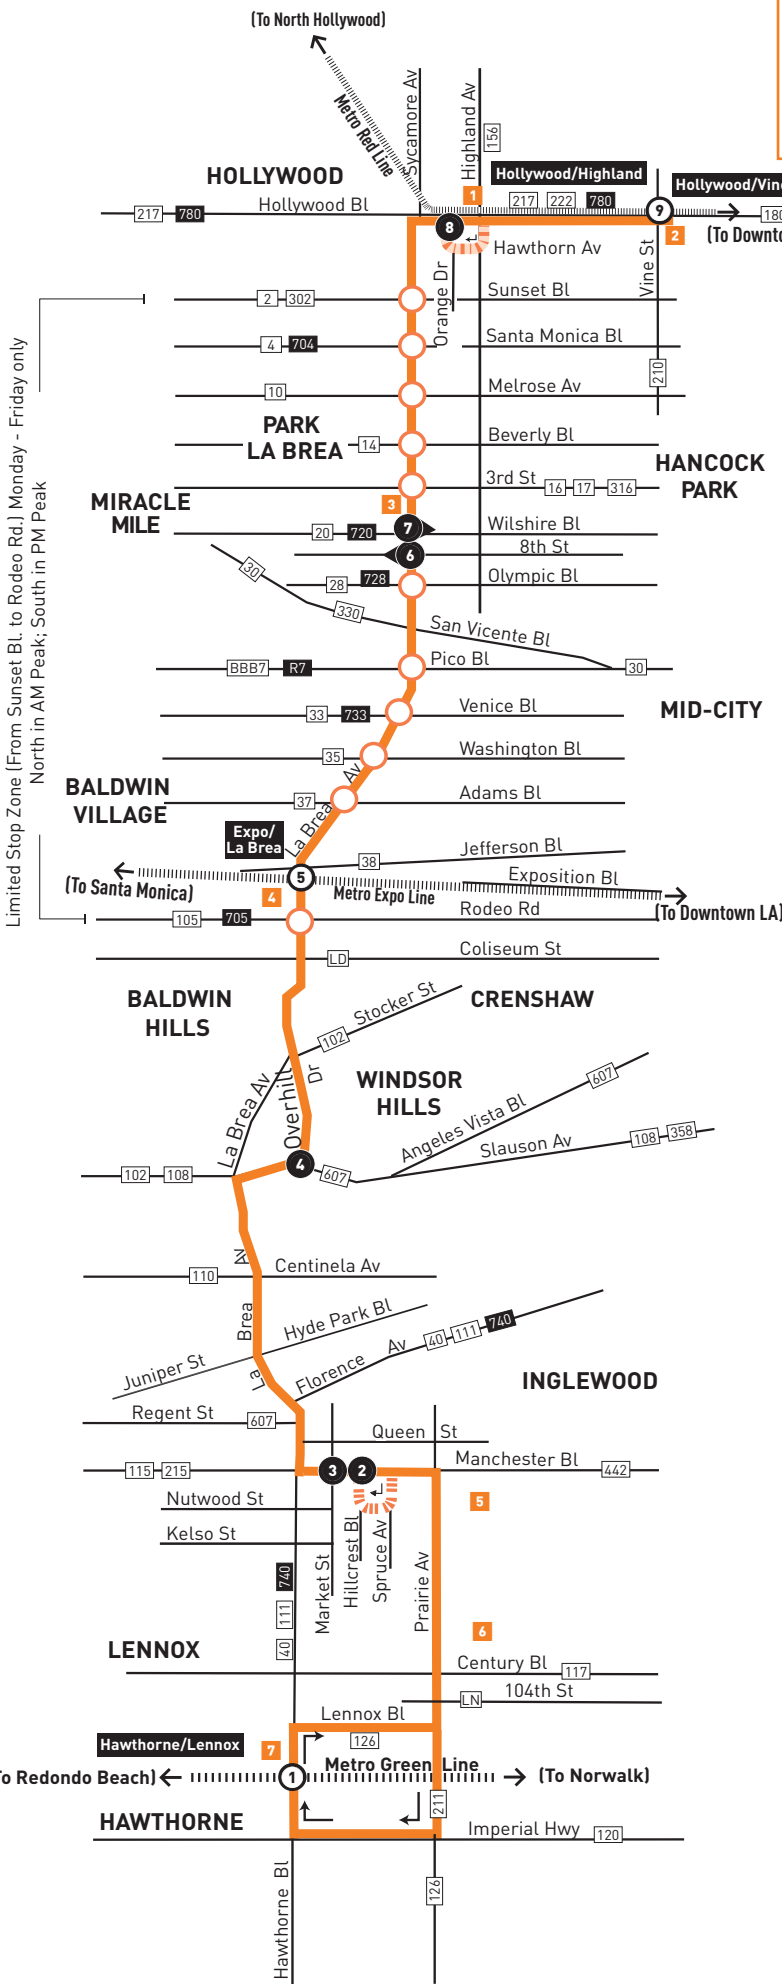 (To North Hollywood)
Metro Red Line
Sycamore Av
Highland Av
156
HOLLYWOOD
Hollywood/Highland
Hollywood/Vine
1
217 222 780
9
Hollywood Bl
217 780
180
8
2
(To Downto
Hawthorn Av
Orange Dr
Vine St
2 302
Sunset Bl
4 704
Santa Monica Bl
210
10
Melrose Av
PARK
LA BREA
14
Beverly Bl
HANCOCK
PARK
3rd St
16 17 316
MIRACLE
MILE
3
20 720
7
Wilshire Bl
6
8th St
28 728
Olympic Bl
30
330
San Vicente Bl
BBB7 R7
Pico Bl
30
33 733
Venice Bl
MID-CITY
35
Washington Bl
BALDWIN
VILLAGE
37
Adams Bl
La Brea Av
Limited Stop Zone (From Sunset Bl. to Rodeo Rd.) Monday - Friday only
North in AM Peak; South in PM Peak
Expo/
La Brea
38
Jefferson Bl
5
Exposition Bl
(To Santa Monica)
Metro Expo Line
4
(To Downtown LA)
105 705
Rodeo Rd
LD
Coliseum St
BALDWIN
HILLS
CRENSHAW
102
Stocker St
La Brea Av
Overhill
Dr
WINDSOR
HILLS
607
Angeles Vista Bl
Slauson Av
108 358
102 108
4
607
Av
Brea
La
110
Centinela Av
Juniper St
Hyde Park Bl
Florence Av
40 111 740
INGLEWOOD
Regent St
607
Queen St
115 215
3
2
Manchester Bl
442
5
Nutwood St
Kelso St
Market St
Hillcrest Bl
Spruce Av
Prairie Av
40 111 740
6
LENNOX
Century Bl
117
LN
104th St
Lennox Bl
126
Hawthorne/Lennox
7
Metro Green Line
o Redondo Beach)
1
(To Norwalk)
211
HAWTHORNE
Imperial Hwy
120
Hawthorne Bl
126